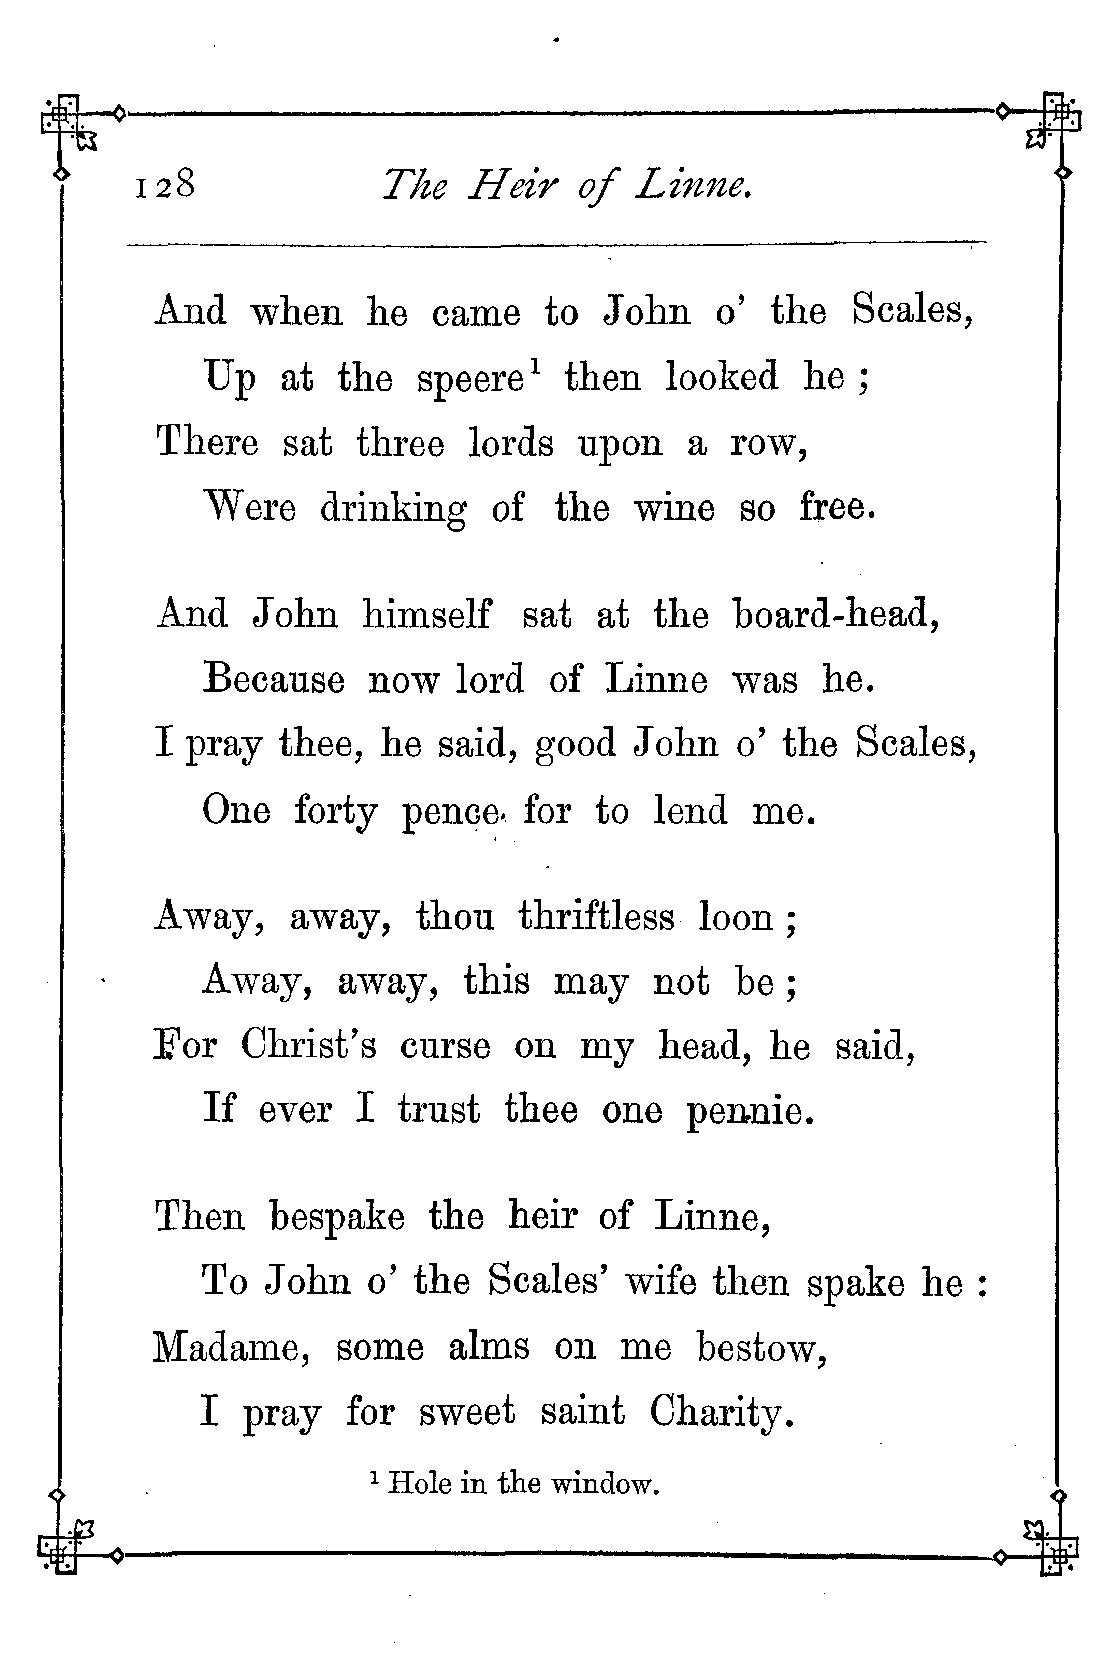 128 The Heir of Linne.
And when he came to John o' the Scales,
Up at the speere¹ then looked he ;
There sat three lords upon a row,
Were drinking of the wine so free.
And John himself sat at the board-head,
Because now lord of Linne was he.
I pray thee, he said, good John o' the Scales,
One forty pence for to lend me.
Away, away, thou thriftless loon ;
Away, away, this may not be ;
For Christ's curse on my head, he said,
If ever I trust thee one pennie.
Then bespake the heir of Linne,
To John o' the Scales' wife then spake he :
Madame, some alms on me bestow,
I pray for sweet saint Charity.
¹ Hole in the window.